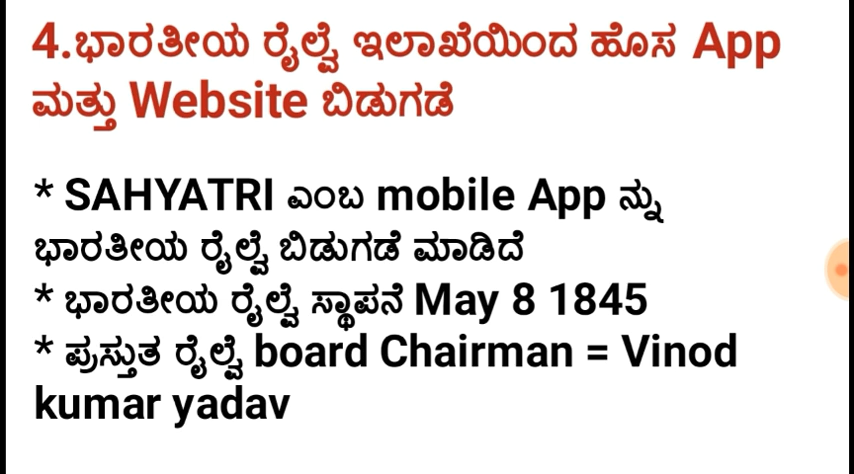 4.ಭಾರತೀಯ ರೈಲ್ವೆ ಇಲಾಖೆಯಿಂದ ಹೊಸ App
ಮತ್ತು Website ಬಿಡುಗಡೆ
* SAHYATRI ಎಂಬ mobile App ನ್ನು
ಭಾರತೀಯ ರೈಲ್ವೆ ಬಿಡುಗಡೆ ಮಾಡಿದೆ
* ಭಾರತೀಯ ರೈಲ್ವೆ ಸ್ಥಾಪನೆ May 8 1845
* ಪ್ರಸ್ತುತ ರೈಲ್ವೆ board Chairman = Vinod
kumar yadav